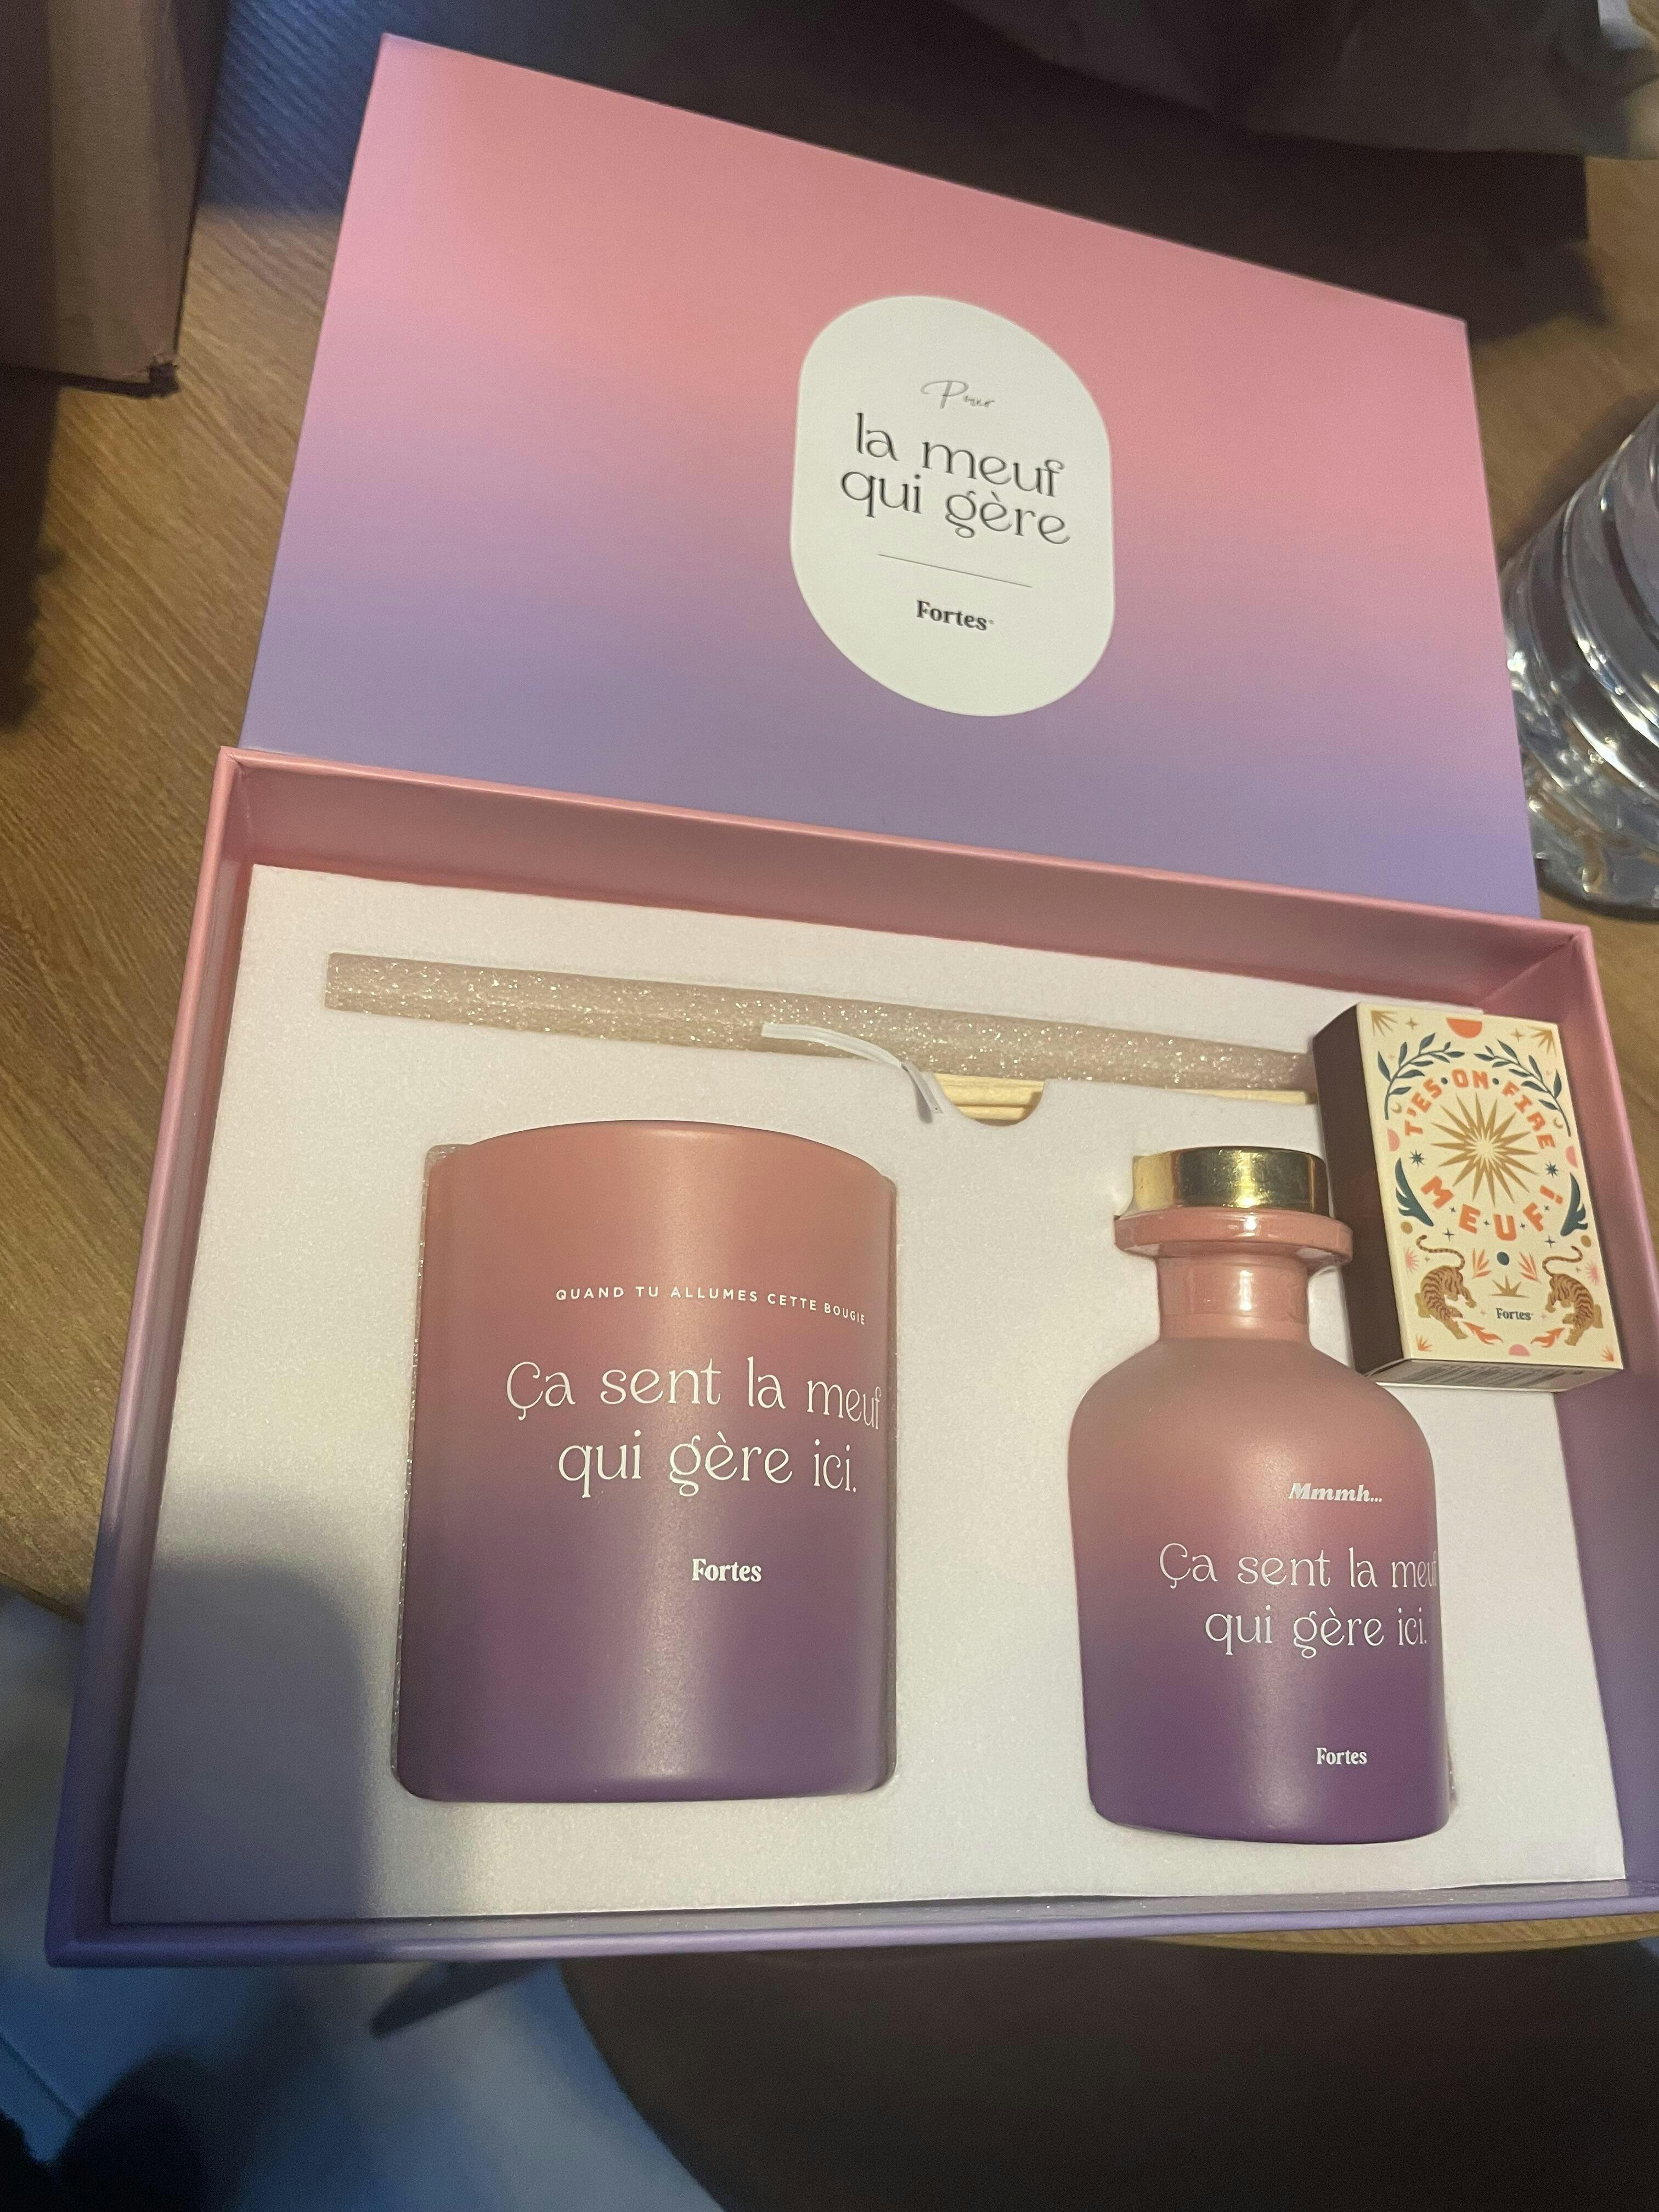 Pour
la meuf
qui gère
Fortes
T'ES·ON·FIRE
MEUF!
Fortes
QUAND TU ALLUMES CETTE BOUGIE
Ça sent la meuf
qui gère ici.
Fortes
Mmmh...
Ça sent la meuf
qui gère ici.
Fortes